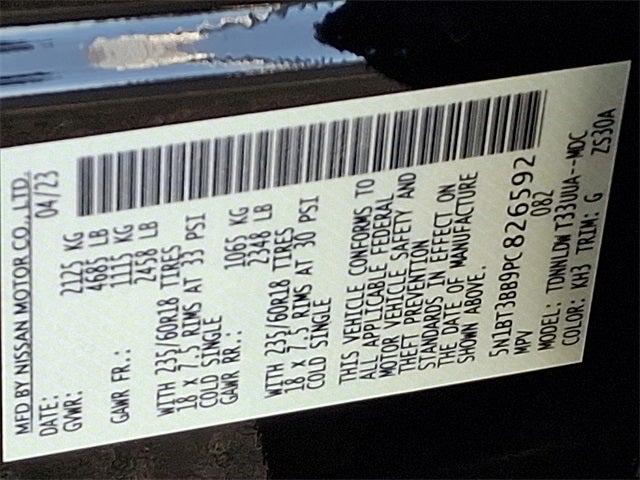 MFD BY NISSAN MOTOR CO., LTD.
DATE: 04/23
GVWR: 2125 KG
4685 LB
GAWR FR.: 1115 KG
2458 LB
WITH 235/60R18 TIRES
18 x 7.5 RIMS AT 33 PSI
COLD SINGLE
GAWR RR.: 1065 KG
2348 LB
WITH 235/60R18 TIRES
18 x 7.5 RIMS AT 30 PSI
COLD SINGLE
THIS VEHICLE CONFORMS TO
ALL APPLICABLE FEDERAL
MOTOR VEHICLE SAFETY AND
THEFT PREVENTION
STANDARDS IN EFFECT ON
THE DATE OF MANUFACTURE
SHOWN ABOVE.
5N1BT3BB9PC826592
MPV 082
MODEL: TDNNLDW T33UUA--MDC
COLOR: KH3 TRIM: G ZS30A